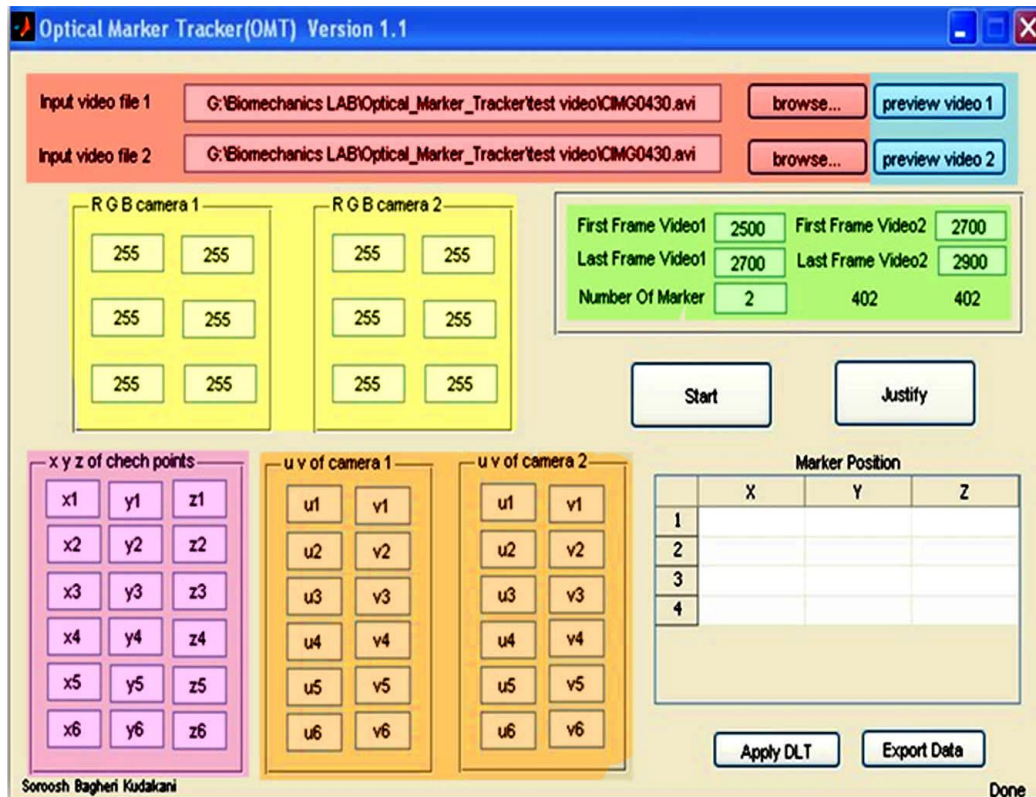 Optical Marker Tracker(OMT) Version 1.1
Input video file 1 G:\Biomechanics LAB\Optical_Marker_Tracker\test video\CIMG0430.avi browse... preview video 1
Input video file 2 G:\Biomechanics LAB\Optical_Marker_Tracker\test video\CIMG0430.avi browse... preview video 2
R G B camera 1 R G B camera 2
255 255 255 255
255 255 255 255
255 255 255 255
First Frame Video1 2500 First Frame Video2 2700
Last Frame Video1 2700 Last Frame Video2 2900
Number Of Marker 2 402 402
Start Justify
x y z of chech points
x1 y1 z1
x2 y2 z2
x3 y3 z3
x4 y4 z4
x5 y5 z5
x6 y6 z6
u v of camera 1
u1 v1
u2 v2
u3 v3
u4 v4
u5 v5
u6 v6
u v of camera 2
u1 v1
u2 v2
u3 v3
u4 v4
u5 v5
u6 v6
Marker Position
X Y Z
1
2
3
4
Apply DLT Export Data
Soroosh Bagheri Kudakani
Done